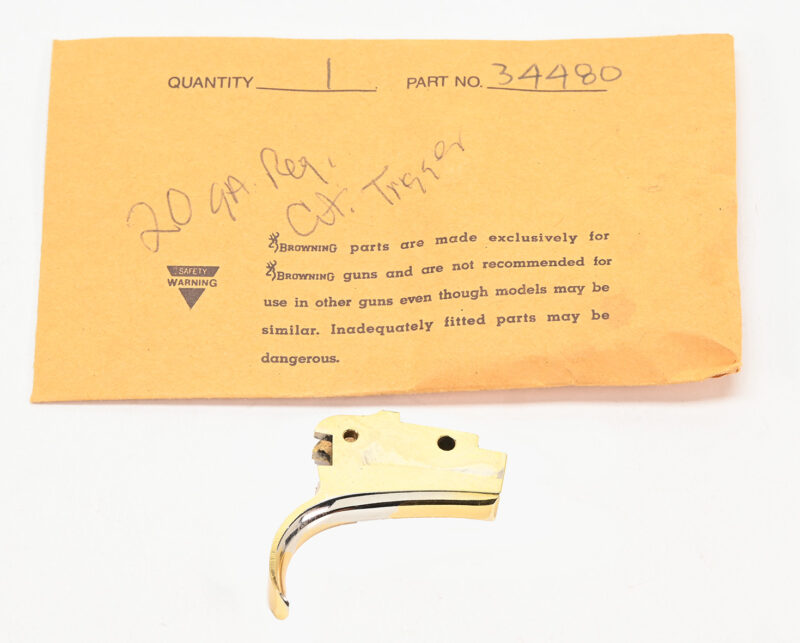 QUANTITY 1 PART NO. 34480
20 GA. Reg.
Cut. Trigger
BROWNING parts are made exclusively for
BROWNING guns and are not recommended for
use in other guns even though models may be
similar. Inadequately fitted parts may be
dangerous.
SAFETY
WARNING